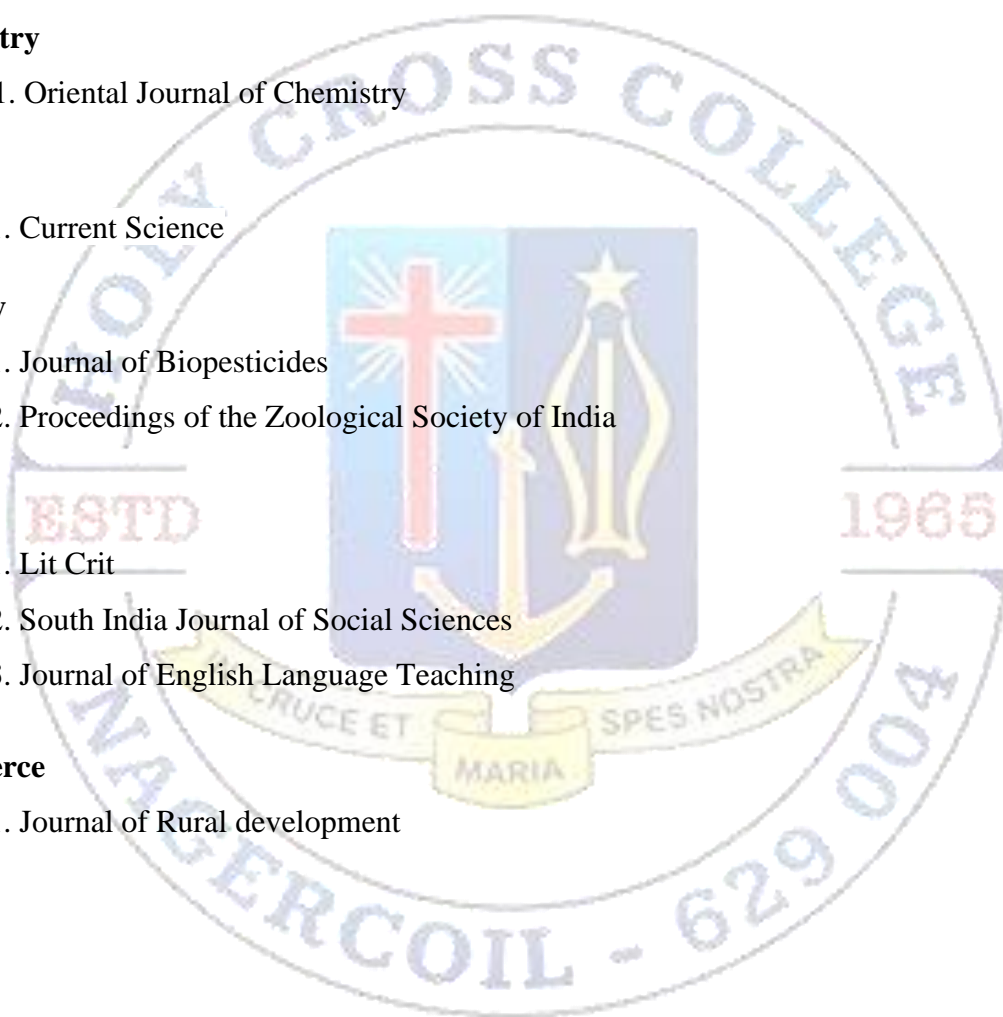 try
1. Oriental Journal of Chemistry
. Current Science
y
. Journal of Biopesticides
2. Proceedings of the Zoological Society of India
. Lit Crit
2. South India Journal of Social Sciences
3. Journal of English Language Teaching
erce
. Journal of Rural development
HOLY CROSS COLLEGE
ESTD
1965
CRUCE ET
MARIA
SPES NOSTRA
NAGERCOIL - 629 004